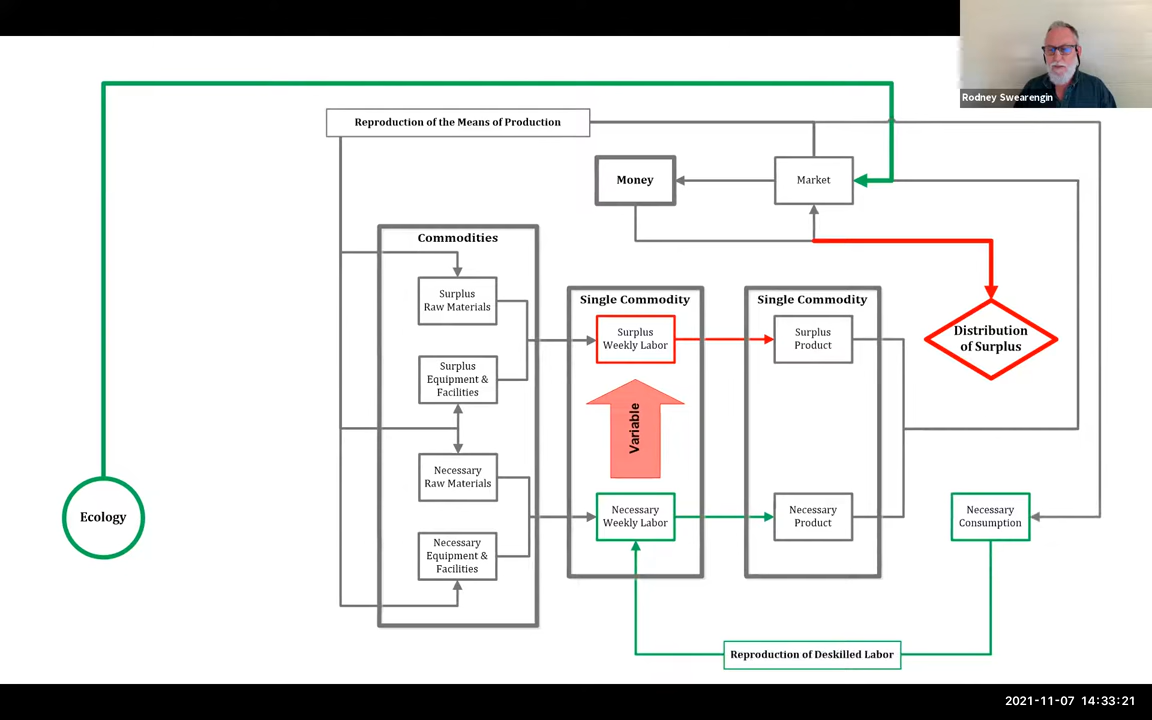 Rodney Swearengin
Reproduction of the Means of Production
Money
Market
Commodities
Surplus
Raw Materials
Surplus
Equipment &
Facilities
Necessary
Raw Materials
Necessary
Equipment &
Facilities
Single Commodity
Surplus
Weekly Labor
Variable
Necessary
Weekly Labor
Single Commodity
Surplus
Product
Necessary
Product
Distribution
of Surplus
Necessary
Consumption
Ecology
Reproduction of Deskilled Labor
2021-11-07 14:33:21